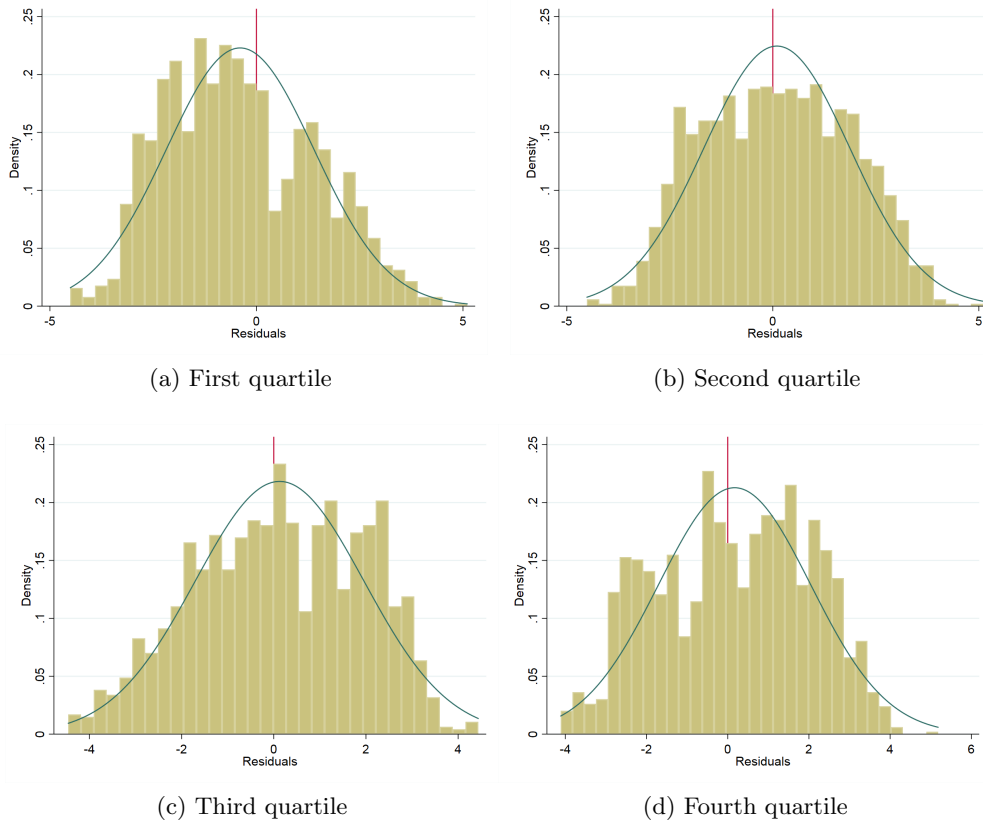 .25
.2
.15
.1
.05
0
Density
-5 0 5
Residuals
(a) First quartile
.25
.2
.15
.1
.05
0
Density
-5 0 5
Residuals
(b) Second quartile
.25
.2
.15
.1
.05
0
Density
-4 -2 0 2 4
Residuals
(c) Third quartile
.25
.2
.15
.1
.05
0
Density
-4 -2 0 2 4 6
Residuals
(d) Fourth quartile